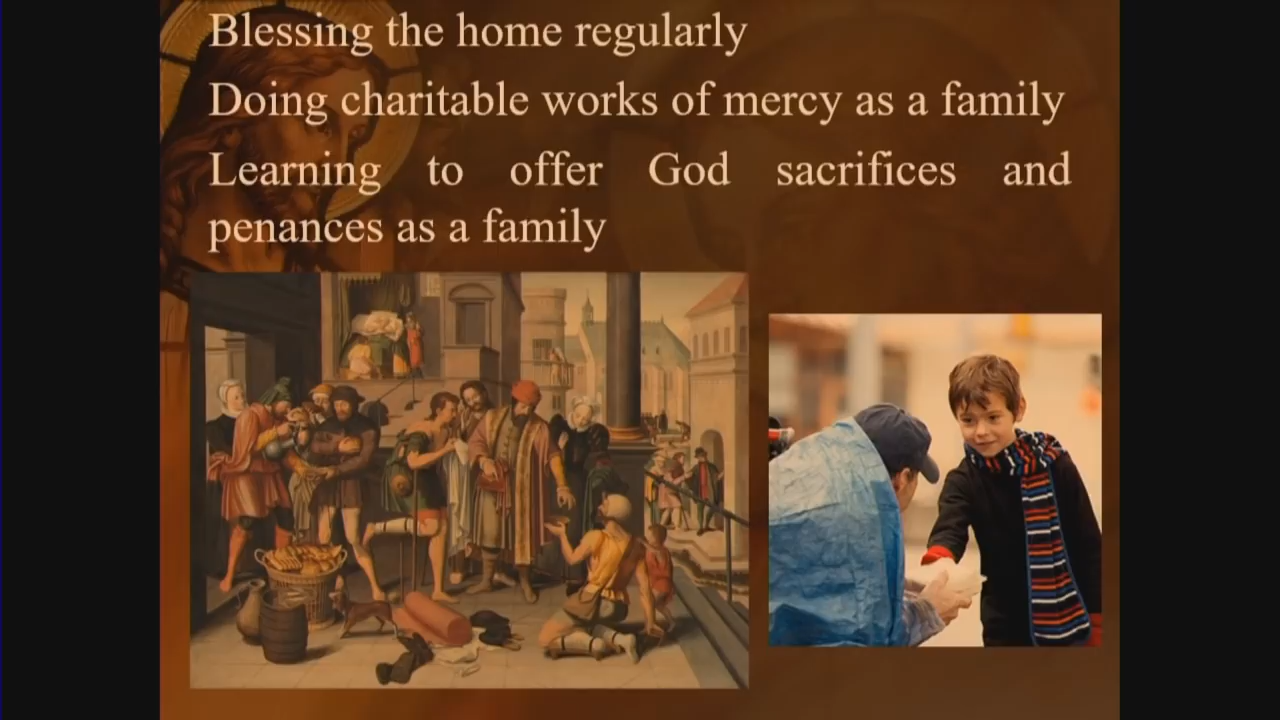 Blessing the home regularly
Doing charitable works of mercy as a family
Learning to offer God sacrifices and
penances as a family